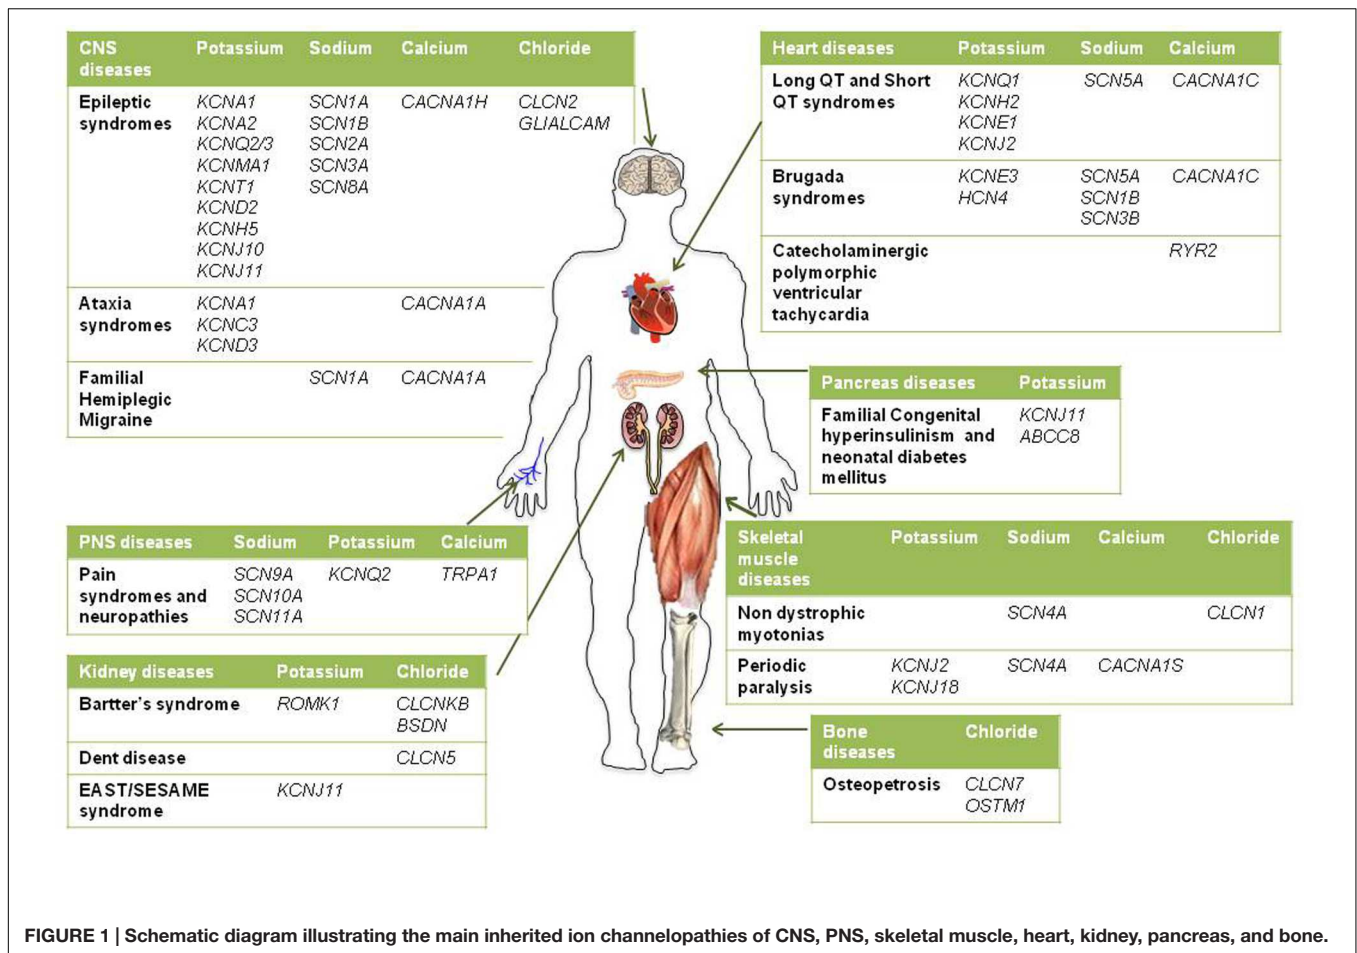 CNS diseases Potassium Sodium Calcium Chloride
Epileptic syndromes KCNA1 SCN1A CACNA1H CLCN2
KCNA2 SCN1B GLIALCAM
KCNQ2/3 SCN2A
KCNMA1 SCN3A
KCNT1 SCN8A
KCND2
KCNH5
KCNJ10
KCNJ11
Ataxia syndromes KCNA1 CACNA1A
KCNC3
KCND3
Familial Hemiplegic Migraine SCN1A CACNA1A
Heart diseases Potassium Sodium Calcium
Long QT and Short QT syndromes KCNQ1 SCN5A CACNA1C
KCNH2
KCNE1
KCNJ2
Brugada syndromes KCNE3 SCN5A CACNA1C
HCN4 SCN1B
SCN3B
Catecholaminergic polymorphic ventricular tachycardia RYR2
Pancreas diseases Potassium
Familial Congenital KCNJ11
hyperinsulinism and ABCC8
neonatal diabetes
mellitus
PNS diseases Sodium Potassium Calcium
Pain SCN9A KCNQ2 TRPA1
syndromes and SCN10A
neuropathies SCN11A
Skeletal muscle diseases Potassium Sodium Calcium Chloride
Non dystrophic myotonias SCN4A CLCN1
Periodic paralysis KCNJ2 SCN4A CACNA1S
KCNJ18
Kidney diseases Potassium Chloride
Bartter's syndrome ROMK1 CLCNKB
BSDN
Dent disease CLCN5
EAST/SESAME syndrome KCNJ11
Bone diseases Chloride
Osteopetrosis CLCN7
OSTM1
FIGURE 1 | Schematic diagram illustrating the main inherited ion channelopathies of CNS, PNS, skeletal muscle, heart, kidney, pancreas, and bone.